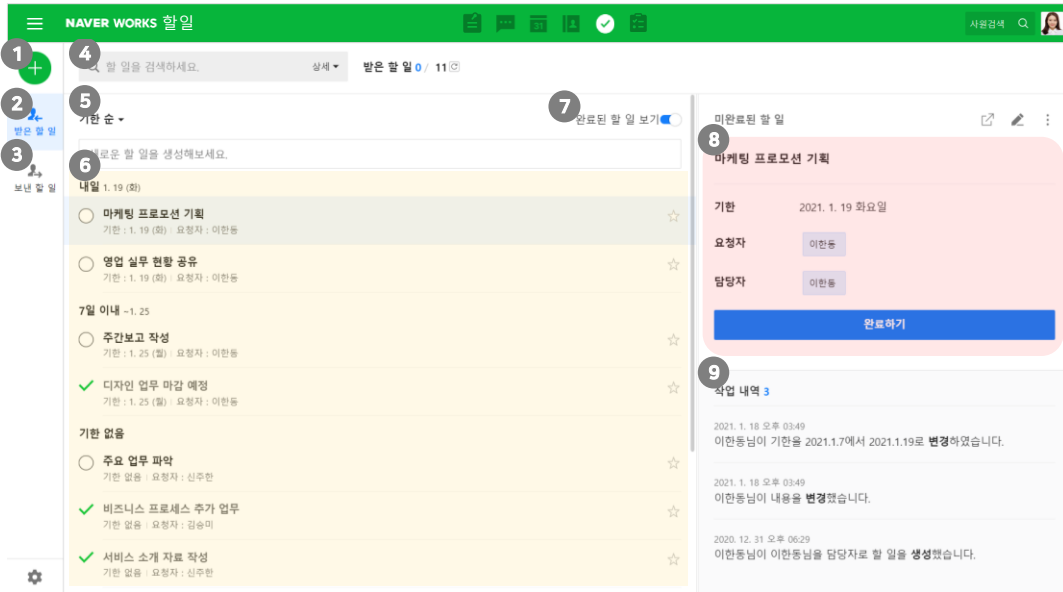 NAVER WORKS 할일
31
사원검색
1
4
할 일을 검색하세요.
상세
받은 할 일 0 / 11
2
받은 할 일
3
보낸 할 일
5
기한 순
7
완료된 할 일 보기
로운 할 일을 생성해보세요.
6
내일 1. 19 (화)
마케팅 프로모션 기획
기한 : 1. 19 (화) 요청자 : 이한동
영업 실무 현황 공유
기한 : 1. 19 (화) 요청자 : 이한동
7일 이내 ~1. 25
주간보고 작성
기한 : 1. 25 (월) 요청자 : 이한동
디자인 업무 마감 예정
기한 : 1. 25 (월) 요청자 : 이한동
기한 없음
주요 업무 파악
기한 없음 요청자 : 신주한
비즈니스 프로세스 추가 업무
기한 없음 요청자 : 김승미
서비스 소개 자료 작성
기한 없음 요청자 : 신주한
미완료된 할 일
8
마케팅 프로모션 기획
기한 2021. 1. 19 화요일
요청자 이한동
담당자 이한동
완료하기
9
작업 내역 3
2021. 1. 18 오후 03:49
이한동님이 기한을 2021.1.7에서 2021.1.19로 변경하였습니다.
2021. 1. 18 오후 03:49
이한동님이 내용을 변경했습니다.
2020. 12. 31 오후 06:29
이한동님이 이한동님을 담당자로 할 일을 생성했습니다.